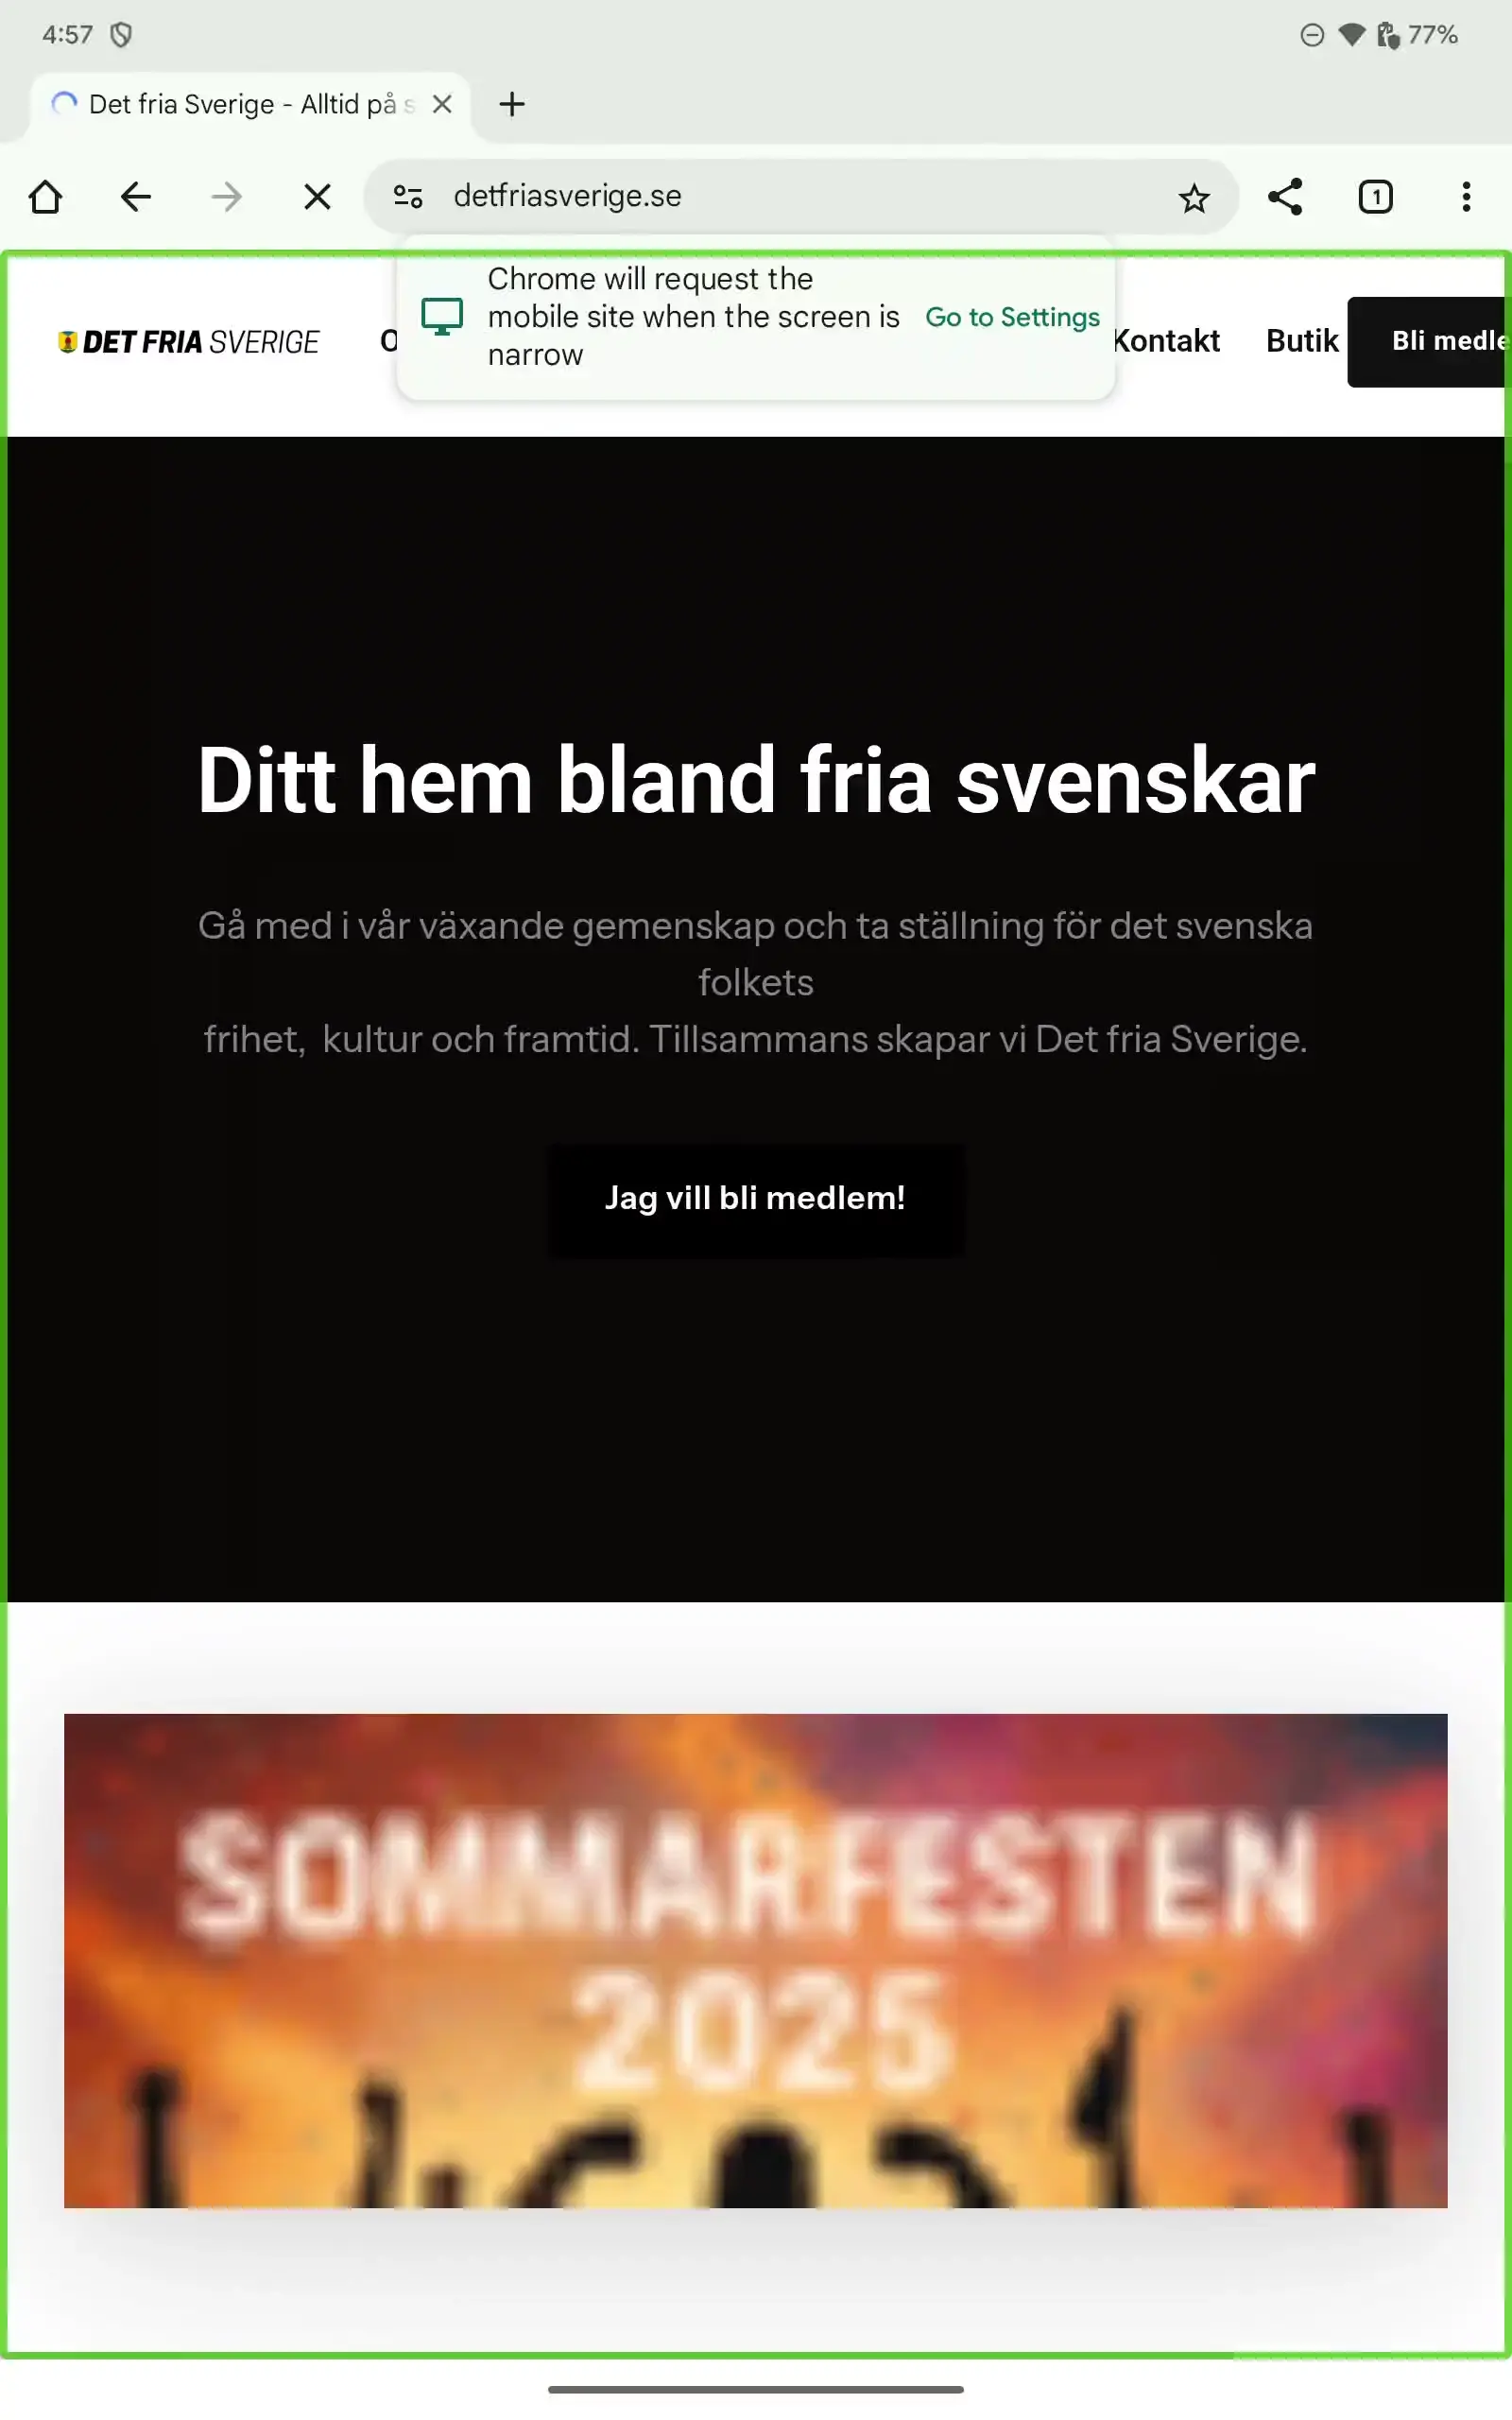 4:57
77%
Det fria Sverige - Alltid på s
detfriasverige.se
1
Chrome will request the
mobile site when the screen is
narrow
Go to Settings
DET FRIA SVERIGE
O
Kontakt
Butik
Bli medle
Ditt hem bland fria svenskar
Gå med i vår växande gemenskap och ta ställning för det svenska
folkets
frihet, kultur och framtid. Tillsammans skapar vi Det fria Sverige.
Jag vill bli medlem!
SOMMARFESTEN
2025